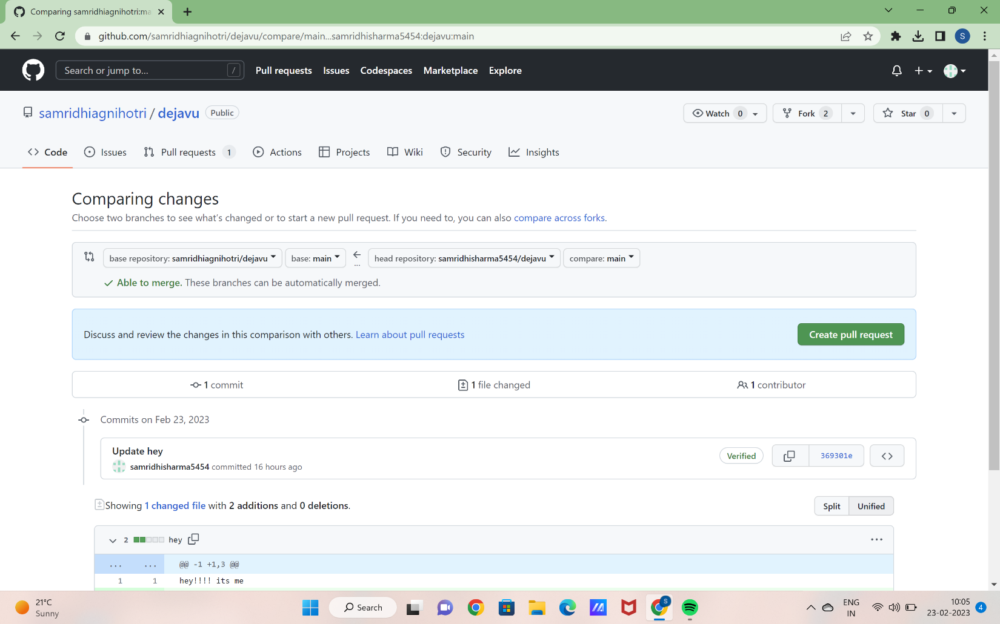 Comparing samridhiagnihotri:ma
github.com/samridhiagnihotri/dejavu/compare/main...samridhisharma5454:dejavu:main
S
Search or jump to...
/
Pull requests
Issues
Codespaces
Marketplace
Explore
samridhiagnihotri / dejavu
Public
Watch 0
Fork 2
Star 0
Code
Issues
Pull requests 1
Actions
Projects
Wiki
Security
Insights
Comparing changes
Choose two branches to see what's changed or to start a new pull request. If you need to, you can also compare across forks.
base repository: samridhiagnihotri/dejavu
base: main
...
head repository: samridhisharma5454/dejavu
compare: main
Able to merge. These branches can be automatically merged.
Discuss and review the changes in this comparison with others. Learn about pull requests
Create pull request
1 commit
1 file changed
1 contributor
Commits on Feb 23, 2023
Update hey
samridhisharma5454 committed 16 hours ago
Verified
369301e
Showing 1 changed file with 2 additions and 0 deletions.
Split
Unified
2
hey
...
... ... @@ -1 +1,3 @@
1 1 hey!!!! its me
21°C
Sunny
Search
S
ENG
IN
10:05
23-02-2023
4